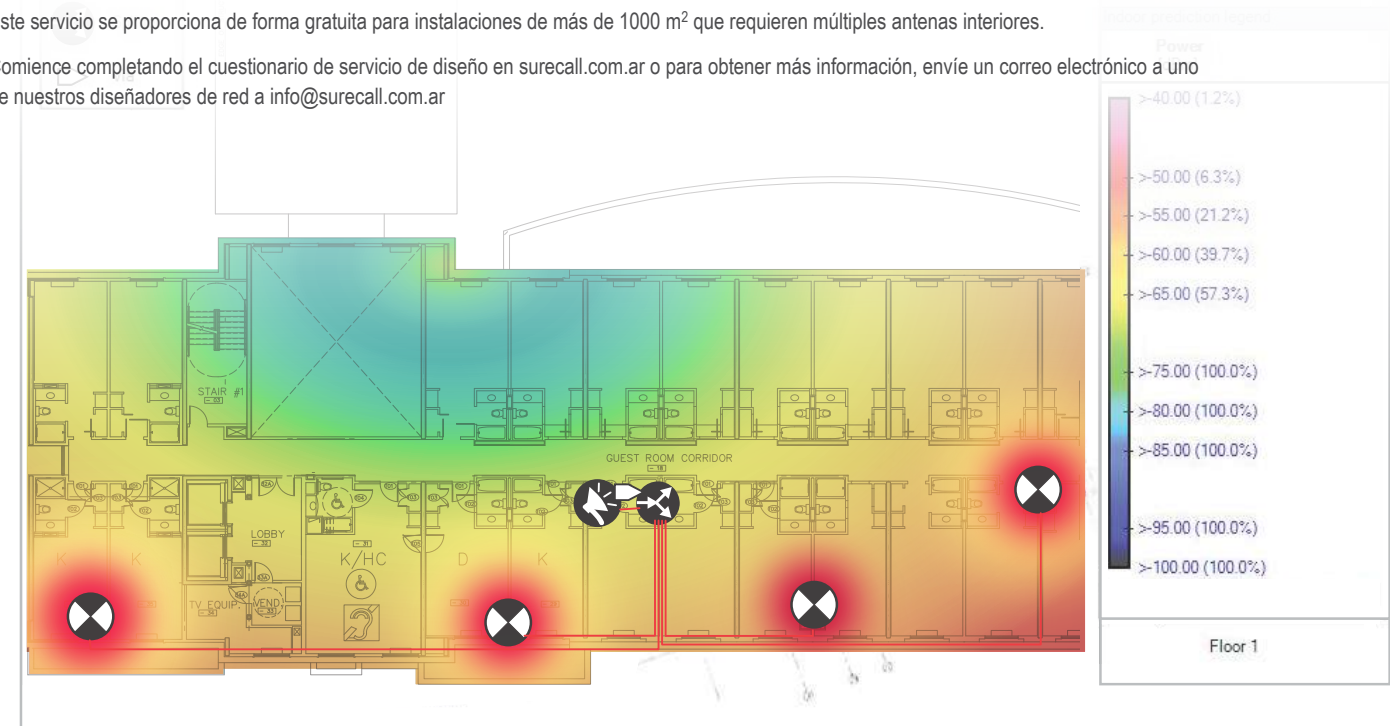 ste servicio se proporciona de forma gratuita para instalaciones de más de 1000 m² que requieren múltiples antenas interiores.
omience completando el cuestionario de servicio de diseño en surecall.com.ar o para obtener más información, envíe un correo electrónico a uno
e nuestros diseñadores de red a info@surecall.com.ar
Power
>-40.00 (1.2%)
>-50.00 (6.3%)
>-55.00 (21.2%)
>-60.00 (39.7%)
>-65.00 (57.3%)
>-75.00 (100.0%)
>-80.00 (100.0%)
>-85.00 (100.0%)
>-95.00 (100.0%)
>-100.00 (100.0%)
Floor 1
STAIR #1
GUEST ROOM CORRIDOR
LOBBY
K K
K/HC
D K
TV EQUIP.
VEND